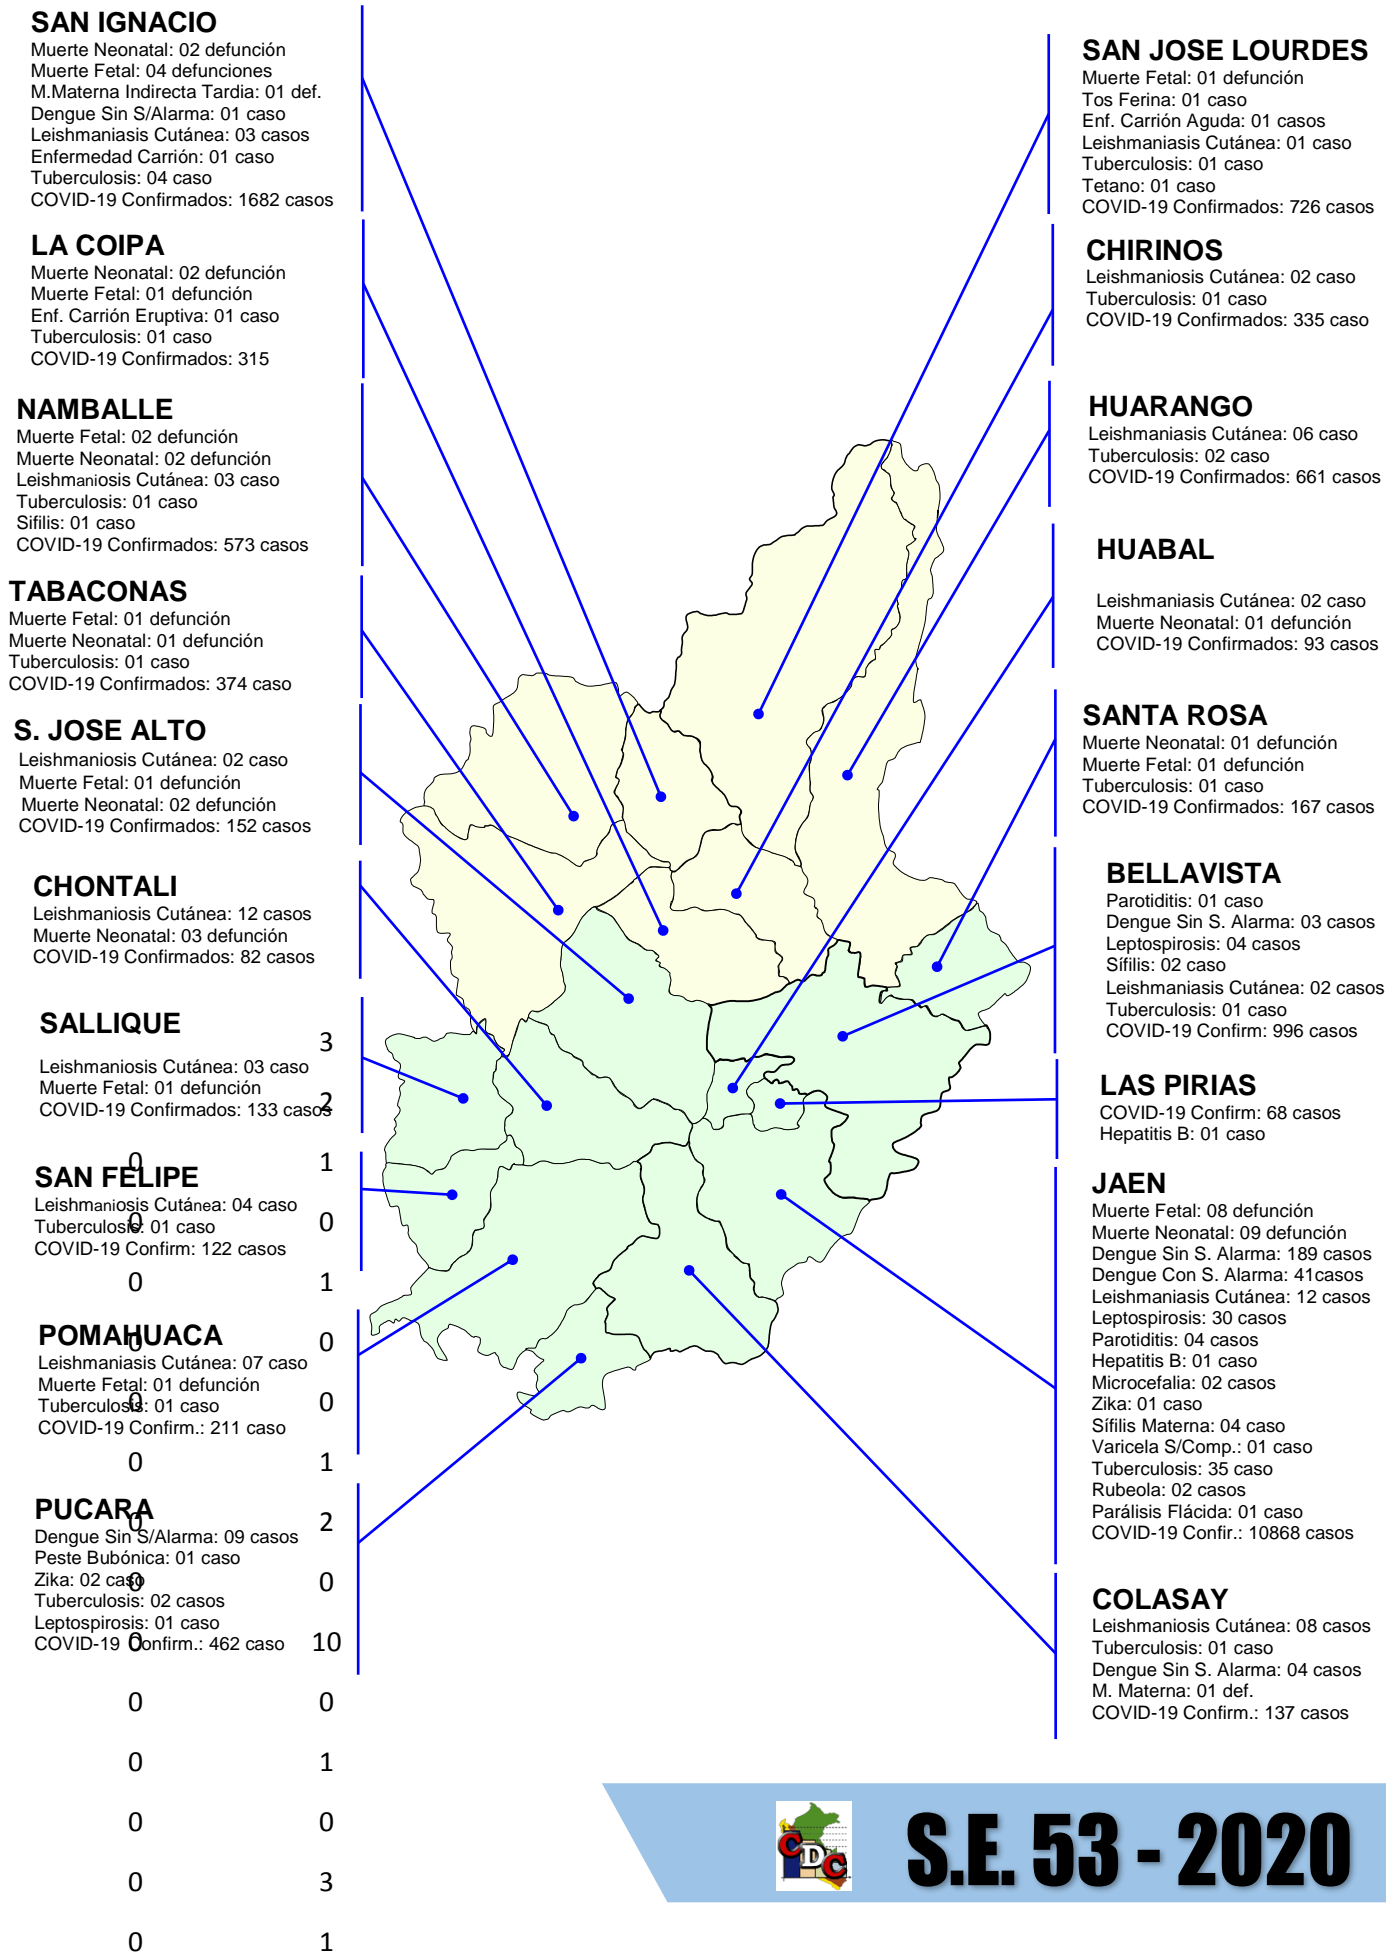 SAN IGNACIO
Muerte Neonatal: 02 defunción
Muerte Fetal: 04 defunciones
M.Materna Indirecta Tardia: 01 def.
Dengue Sin S/Alarma: 01 caso
Leishmaniasis Cutánea: 03 casos
Enfermedad Carrión: 01 caso
Tuberculosis: 04 caso
COVID-19 Confirmados: 1682 casos
LA COIPA
Muerte Neonatal: 02 defunción
Muerte Fetal: 01 defunción
Enf. Carrión Eruptiva: 01 caso
Tuberculosis: 01 caso
COVID-19 Confirmados: 315
NAMBALLE
Muerte Fetal: 02 defunción
Muerte Neonatal: 02 defunción
Leishmaniosis Cutánea: 03 caso
Tuberculosis: 01 caso
Sifilis: 01 caso
COVID-19 Confirmados: 573 casos
TABACONAS
Muerte Fetal: 01 defunción
Muerte Neonatal: 01 defunción
Tuberculosis: 01 caso
COVID-19 Confirmados: 374 caso
S. JOSE ALTO
Leishmaniosis Cutánea: 02 caso
Muerte Fetal: 01 defunción
Muerte Neonatal: 02 defunción
COVID-19 Confirmados: 152 casos
CHONTALI
Leishmaniosis Cutánea: 12 casos
Muerte Neonatal: 03 defunción
COVID-19 Confirmados: 82 casos
SALLIQUE
Leishmaniosis Cutánea: 03 caso
Muerte Fetal: 01 defunción
COVID-19 Confirmados: 133 casos
SAN FELIPE
Leishmaniosis Cutánea: 04 caso
Tuberculosis: 01 caso
COVID-19 Confirm: 122 casos
POMAHUACA
Leishmaniasis Cutánea: 07 caso
Muerte Fetal: 01 defunción
Tuberculosis: 01 caso
COVID-19 Confirm.: 211 caso
PUCARA
Dengue Sin S/Alarma: 09 casos
Peste Bubónica: 01 caso
Zika: 02 caso
Tuberculosis: 02 casos
Leptospirosis: 01 caso
COVID-19 Confirm.: 462 caso
3
2
0 1
0 0
0 1
0 0
0 0
0 1
0 2
0 0
0 10
0 0
0 1
0 0
0 3
0 1
SAN JOSE LOURDES
Muerte Fetal: 01 defunción
Tos Ferina: 01 caso
Enf. Carrión Aguda: 01 casos
Leishmaniasis Cutánea: 01 caso
Tuberculosis: 01 caso
Tetano: 01 caso
COVID-19 Confirmados: 726 casos
CHIRINOS
Leishmaniosis Cutánea: 02 caso
Tuberculosis: 01 caso
COVID-19 Confirmados: 335 caso
HUARANGO
Leishmaniasis Cutánea: 06 caso
Tuberculosis: 02 caso
COVID-19 Confirmados: 661 casos
HUABAL
Leishmaniasis Cutánea: 02 caso
Muerte Neonatal: 01 defunción
COVID-19 Confirmados: 93 casos
SANTA ROSA
Muerte Neonatal: 01 defunción
Muerte Fetal: 01 defunción
Tuberculosis: 01 caso
COVID-19 Confirmados: 167 casos
BELLAVISTA
Parotiditis: 01 caso
Dengue Sin S. Alarma: 03 casos
Leptospirosis: 04 casos
Sífilis: 02 caso
Leishmaniasis Cutánea: 02 casos
Tuberculosis: 01 caso
COVID-19 Confirm: 996 casos
LAS PIRIAS
COVID-19 Confirm: 68 casos
Hepatitis B: 01 caso
JAEN
Muerte Fetal: 08 defunción
Muerte Neonatal: 09 defunción
Dengue Sin S. Alarma: 189 casos
Dengue Con S. Alarma: 41casos
Leishmaniasis Cutánea: 12 casos
Leptospirosis: 30 casos
Parotiditis: 04 casos
Hepatitis B: 01 caso
Microcefalia: 02 casos
Zika: 01 caso
Sífilis Materna: 04 caso
Varicela S/Comp.: 01 caso
Tuberculosis: 35 caso
Rubeola: 02 casos
Parálisis Flácida: 01 caso
COVID-19 Confir.: 10868 casos
COLASAY
Leishmaniosis Cutánea: 08 casos
Tuberculosis: 01 caso
Dengue Sin S. Alarma: 04 casos
M. Materna: 01 def.
COVID-19 Confirm.: 137 casos
CDC
S.E. 53 - 2020